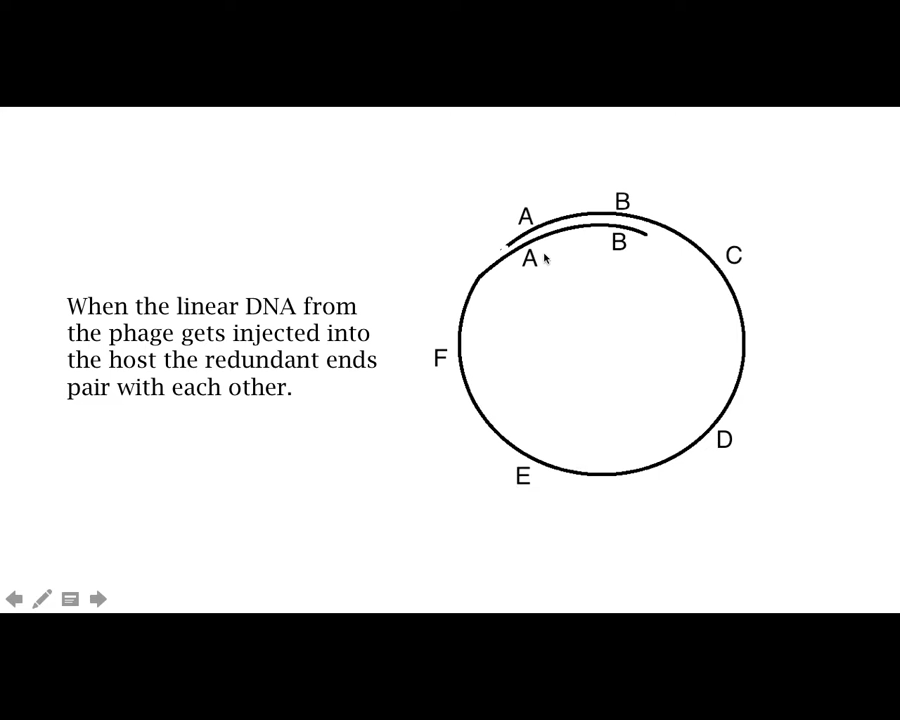 When the linear DNA from
the phage gets injected into
the host the redundant ends
pair with each other.
A
B
A
B
C
F
D
E